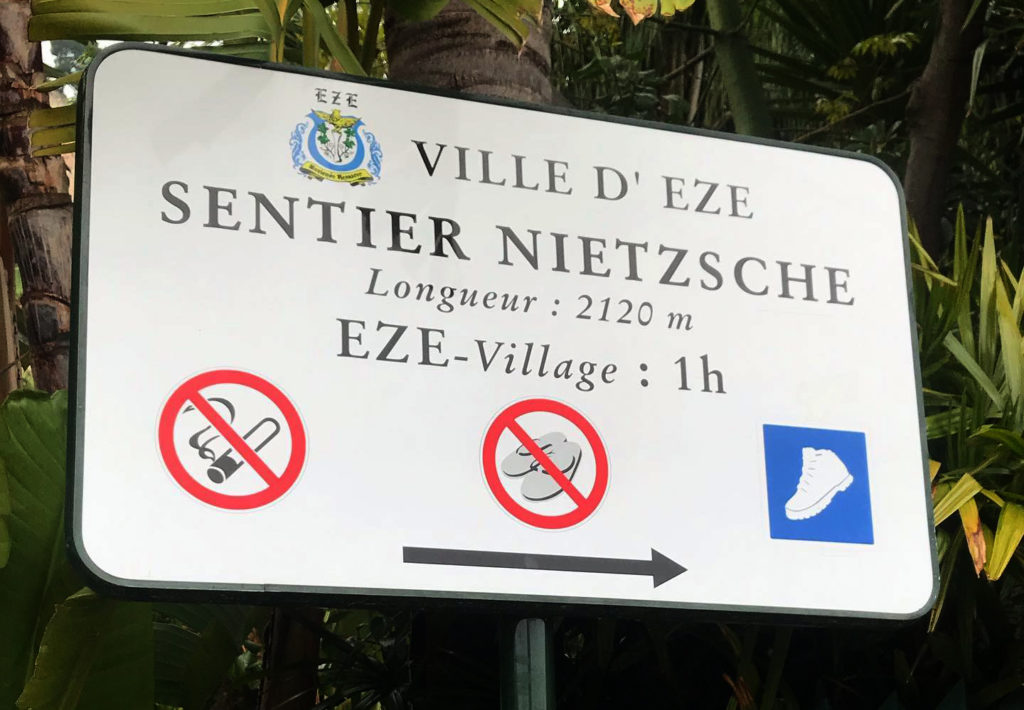 EZE
VILLE D' EZE
SENTIER NIETZSCHE
Longueur : 2120 m
EZE-Village : 1h